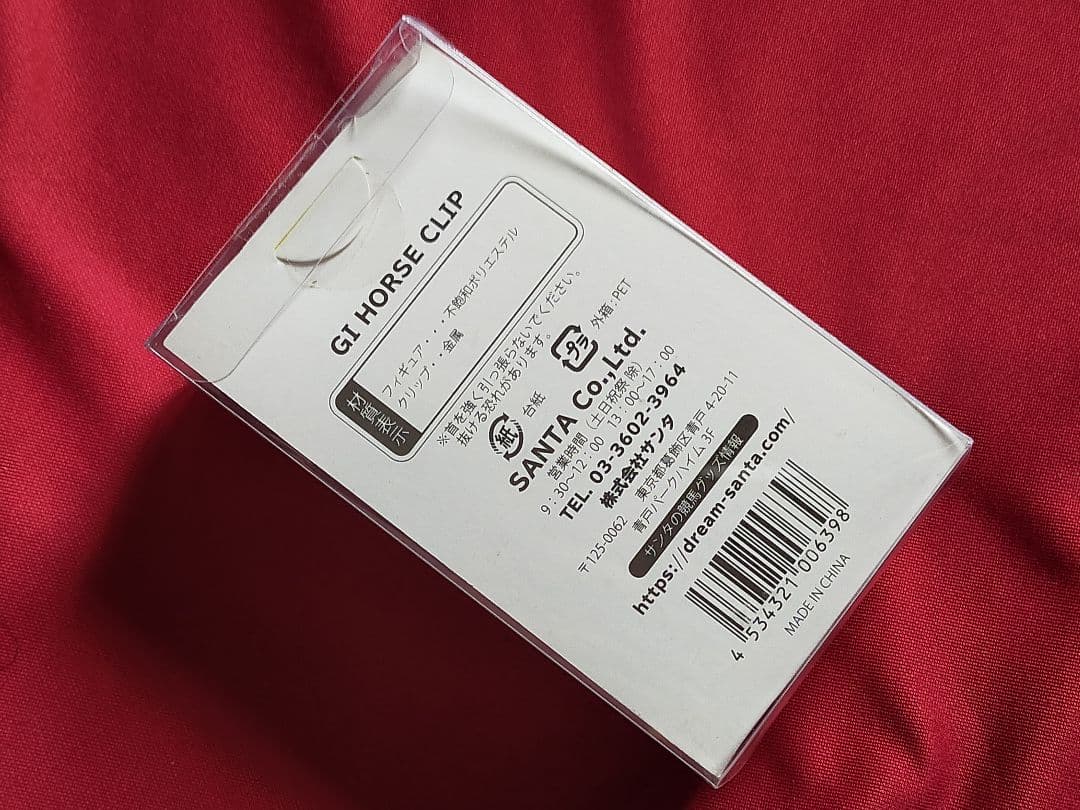 GI HORSE CLIP
材質表示
フィギュア・・・不飽和ポリエステル
クリップ・・金属
※首を強く引っ張らないでください。
抜ける恐れがあります。
紙 台紙 プラ 外箱:PET
SANTA Co.,Ltd.
営業時間(土日祝祭 除)
9:30〜12:00 13:00〜17:00
TEL. 03-3602-3964
株式会社サンタ
〒125-0062 東京都葛飾区青戸 4-20-11
青戸パークハイム 3F
サンタの競馬グッズ情報
https://dream-santa.com/
4 534321 006398
MADE IN CHINA